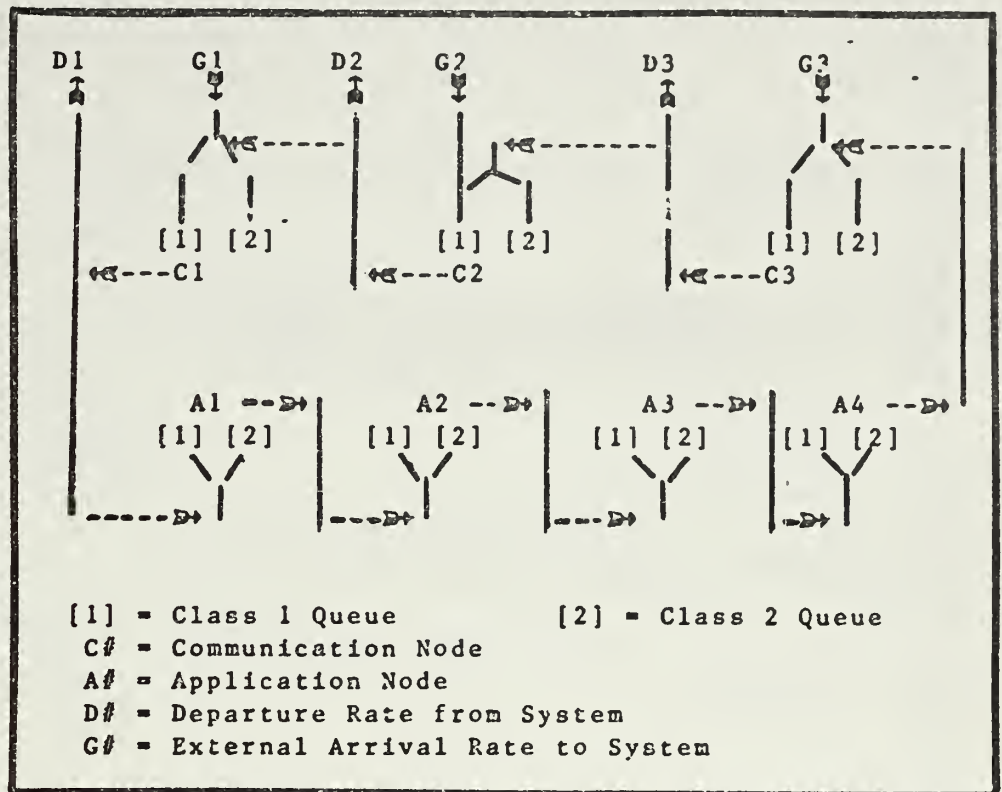 D1 G1 D2 G2 D3 G3
[1] [2] [1] [2] [1] [2]
C1 C2 C3
A1 A2 A3 A4
[1] [2] [1] [2] [1] [2] [1] [2]
[1] = Class 1 Queue [2] = Class 2 Queue
C# = Communication Node
A# = Application Node
D# = Departure Rate from System
G# = External Arrival Rate to System